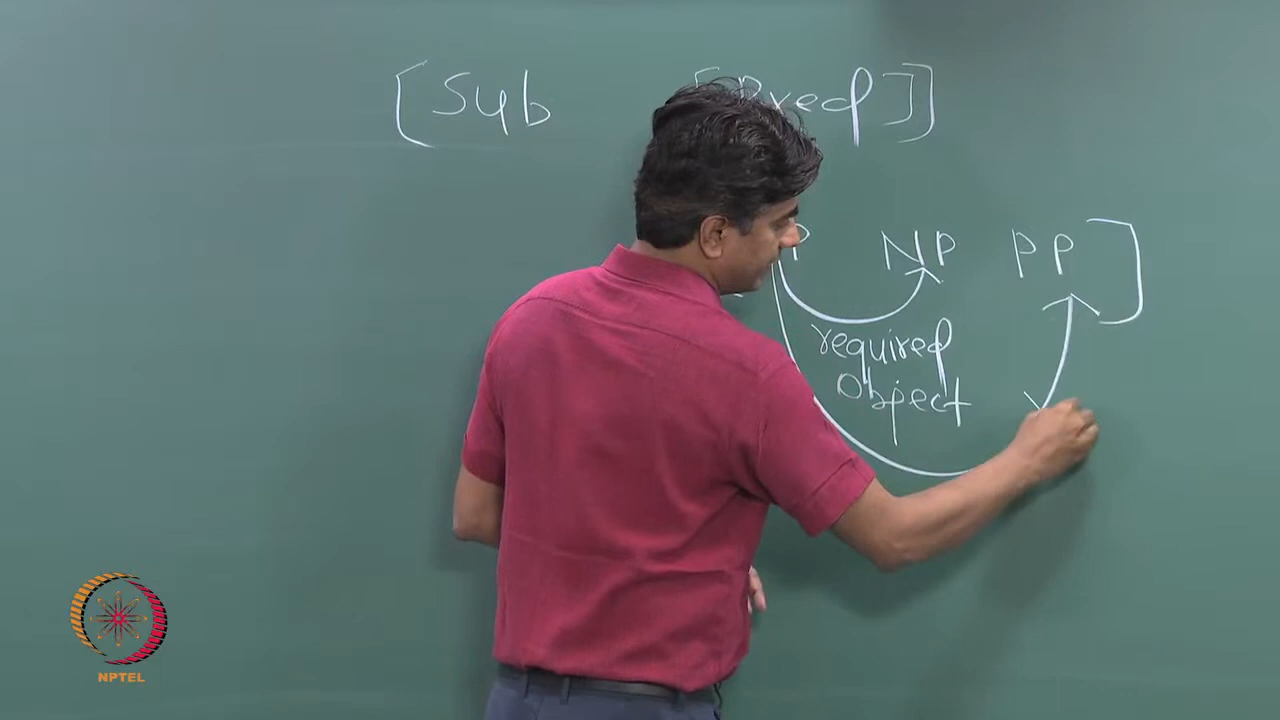 [Sub [Pred]]
P NP PP]
required
Object
NPTEL